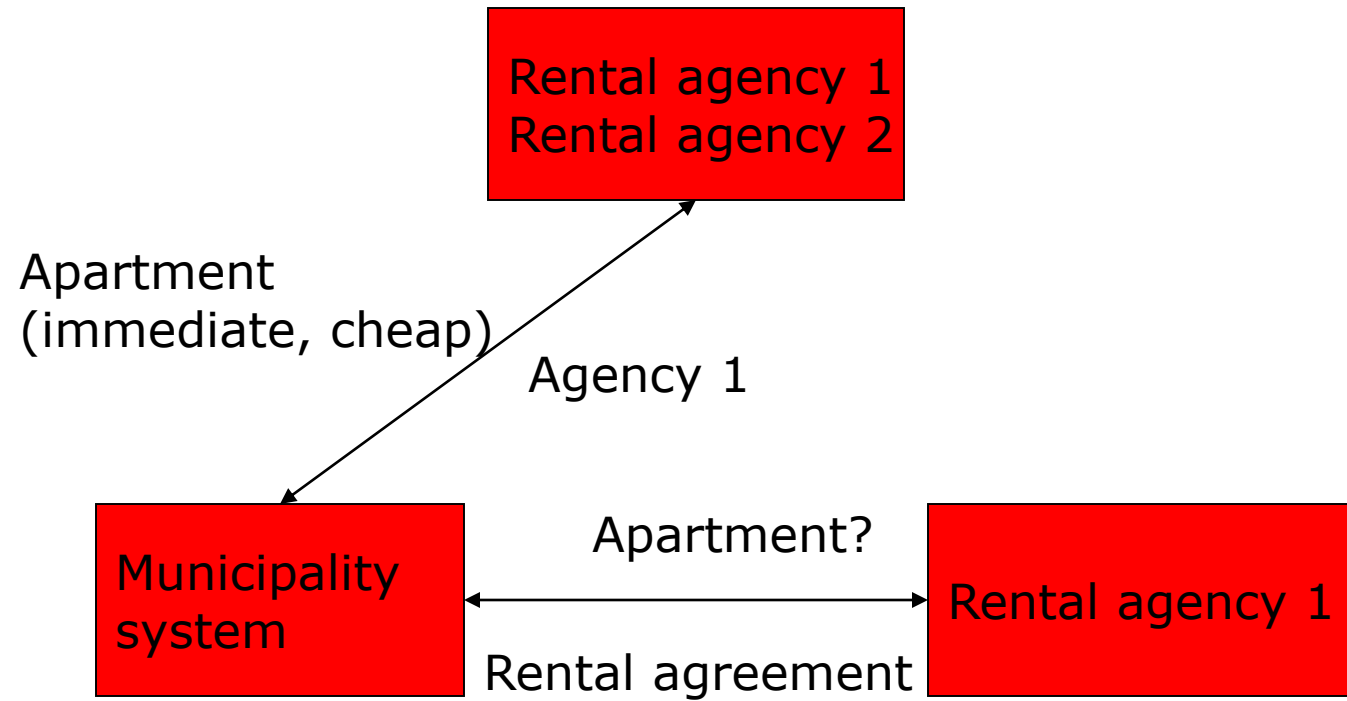 Rental agency 1
Rental agency 2
Apartment
(immediate, cheap)
Agency 1
Municipality
system
Apartment?
Rental agreement
Rental agency 1